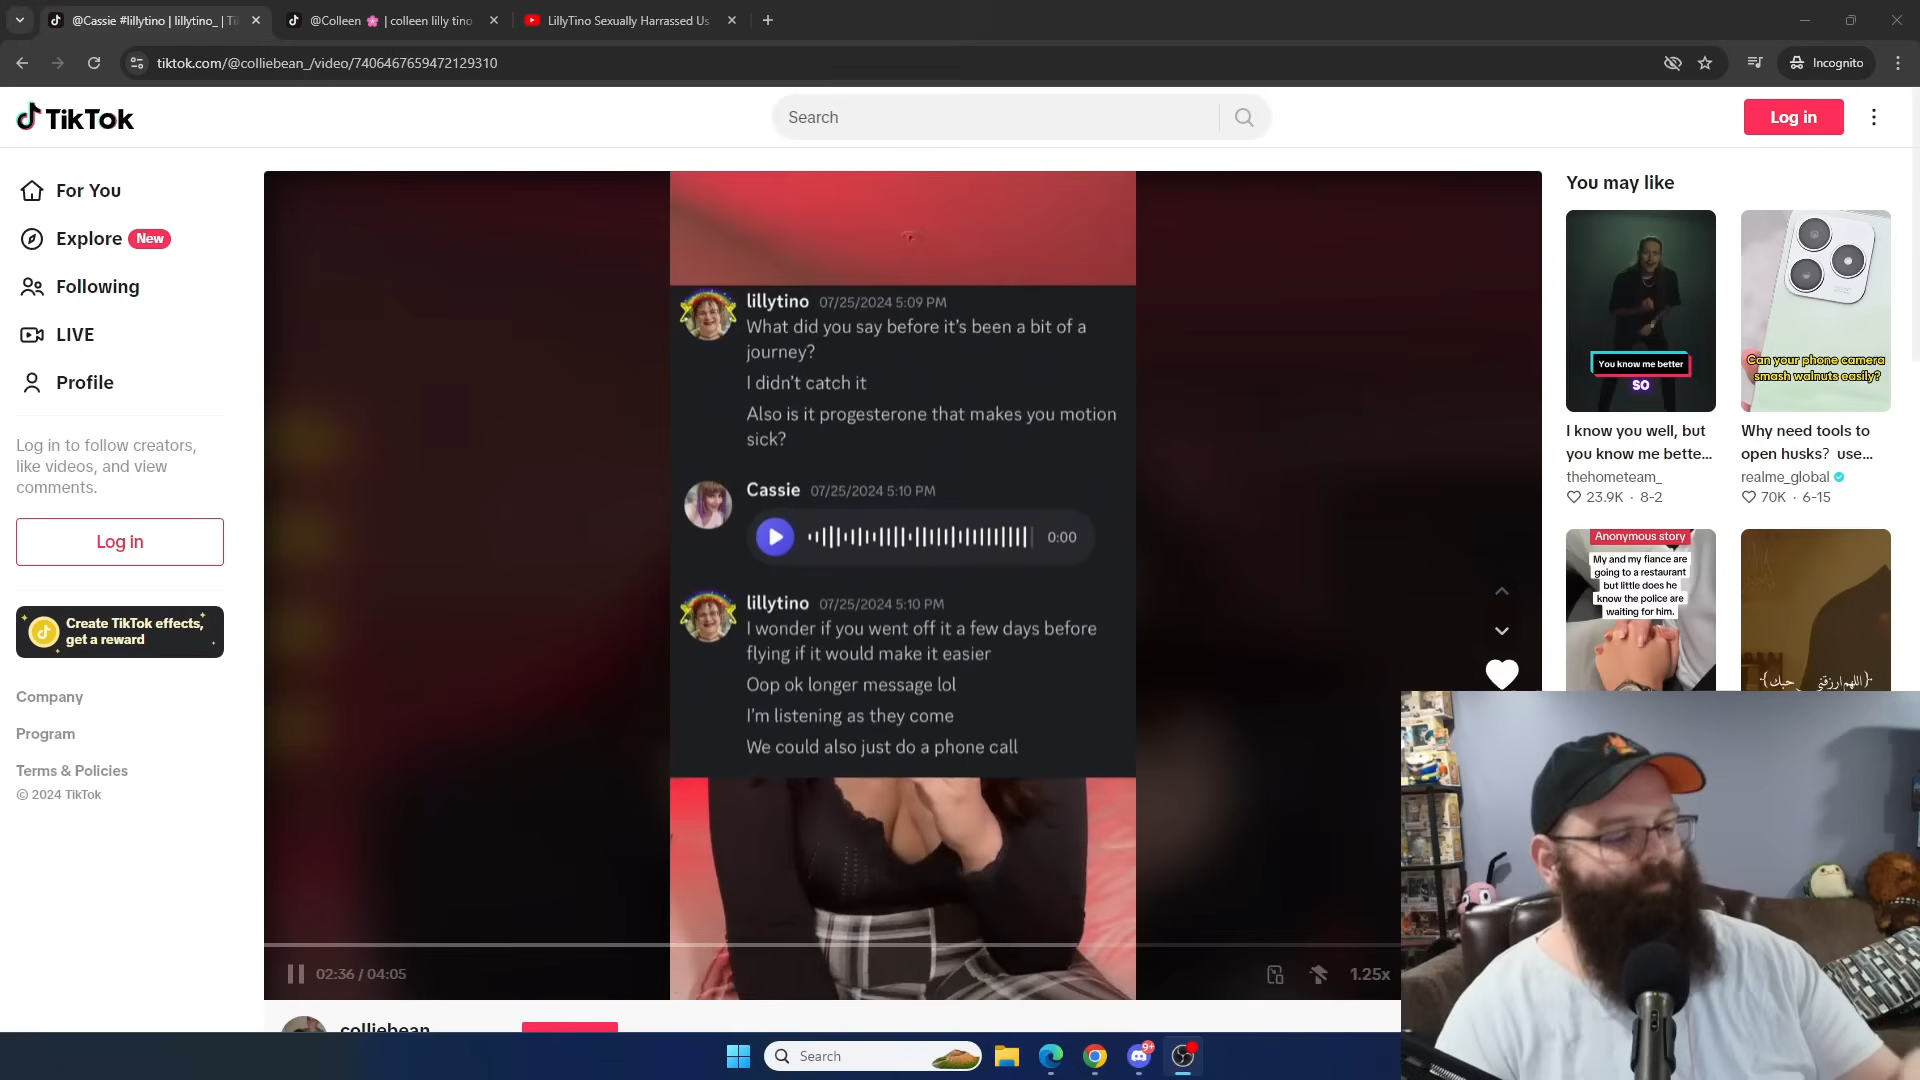 @Cassie #lillytino | lillytino_ | Ti
@Colleen 🌸 | colleen lilly tino
LillyTino Sexually Harrassed Us
tiktok.com/@colliebean_/video/7406467659472129310
Incognito
TikTok
Search
Log in
For You
Explore New
Following
LIVE
Profile
Log in to follow creators,
like videos, and view
comments.
Log in
Create TikTok effects,
get a reward
Company
Program
Terms & Policies
© 2024 TikTok
lillytino 07/25/2024 5:09 PM
What did you say before it's been a bit of a
journey?
I didn't catch it
Also is it progesterone that makes you motion
sick?
Cassie 07/25/2024 5:10 PM
0:00
lillytino 07/25/2024 5:10 PM
I wonder if you went off it a few days before
flying if it would make it easier
Oop ok longer message lol
I'm listening as they come
We could also just do a phone call
02:36 / 04:05
1.25x
colliebean_
You may like
You know me better
SO
I know you well, but
you know me bette...
thehometeam_
23.9K · 8-2
Can your phone camera
smash walnuts easily?
Why need tools to
open husks? use...
realme_global
70K · 6-15
Anonymous story
My and my fiance are
going to a restaurant
but little does he
know the police are
waiting for him.
اللهم ارزقني حبك
Search
9+